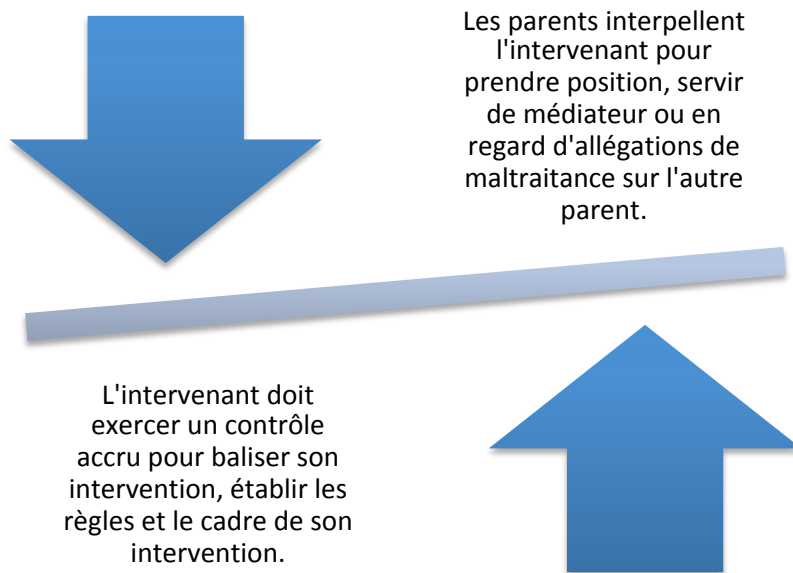 Les parents interpellent
l'intervenant pour
prendre position, servir
de médiateur ou en
regard d'allégations de
maltraitance sur l'autre
parent.
L'intervenant doit
exercer un contrôle
accru pour baliser son
intervention, établir les
règles et le cadre de son
intervention.